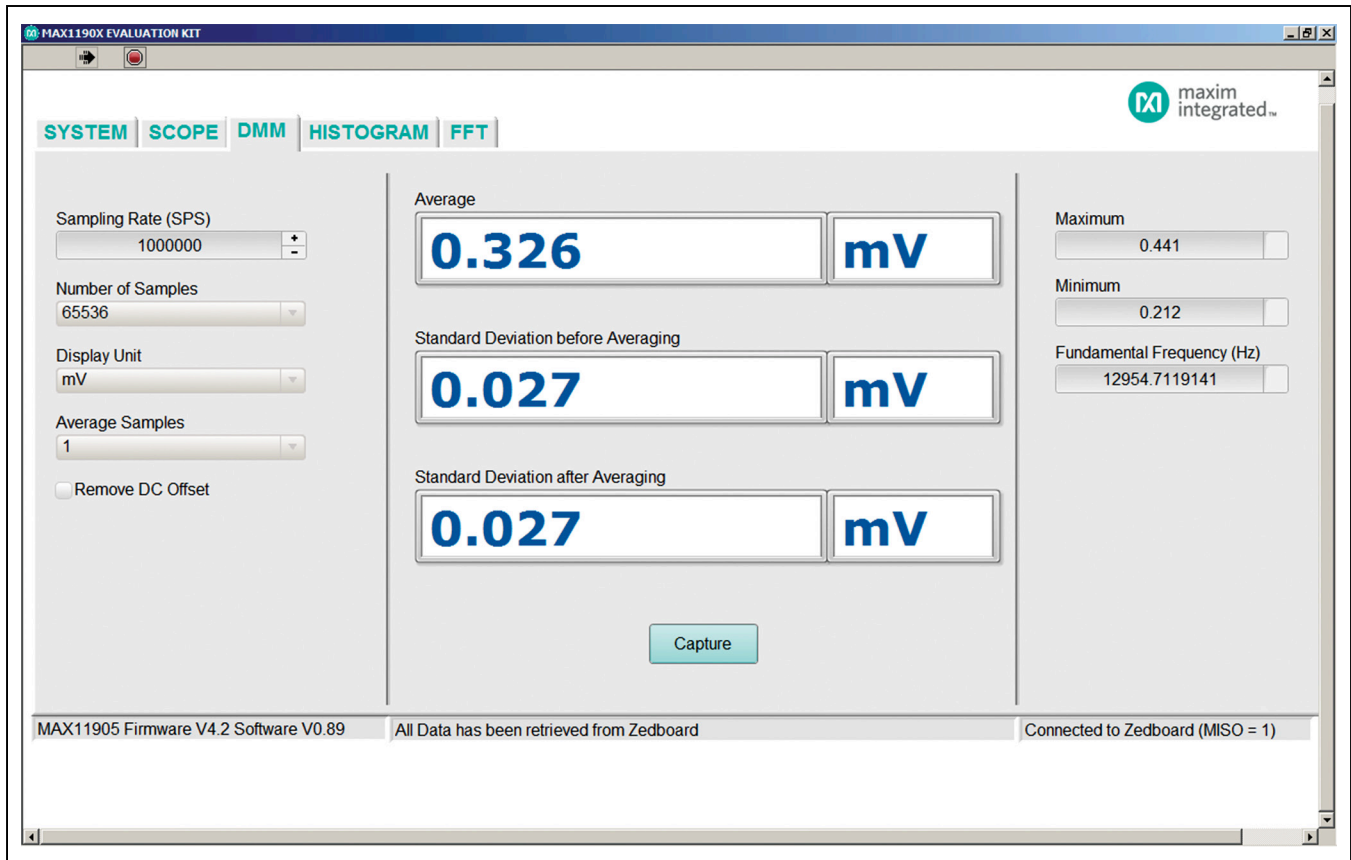 MAX1190X EVALUATION KIT
maxim
integrated™
SYSTEM SCOPE DMM HISTOGRAM FFT
Sampling Rate (SPS)
1000000
+
-
Number of Samples
65536
Display Unit
mV
Average Samples
1
Remove DC Offset
Average
0.326 mV
Standard Deviation before Averaging
0.027 mV
Standard Deviation after Averaging
0.027 mV
Capture
Maximum
0.441
Minimum
0.212
Fundamental Frequency (Hz)
12954.7119141
MAX11905 Firmware V4.2 Software V0.89
All Data has been retrieved from Zedboard
Connected to Zedboard (MISO = 1)